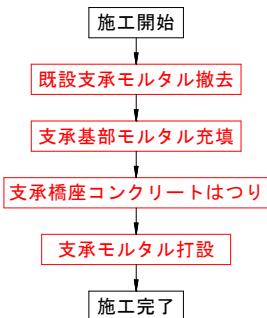 施工開始
既設支承モルタル撤去
支承基部モルタル充填
支承橋座コンクリートはつり
支承モルタル打設
施工完了